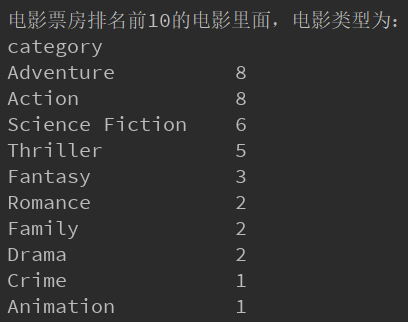 电影票房排名前10的电影里面，电影类型为：
category
Adventure          8
Action             8
Science Fiction    6
Thriller           5
Fantasy            3
Romance            2
Family             2
Drama              2
Crime              1
Animation          1